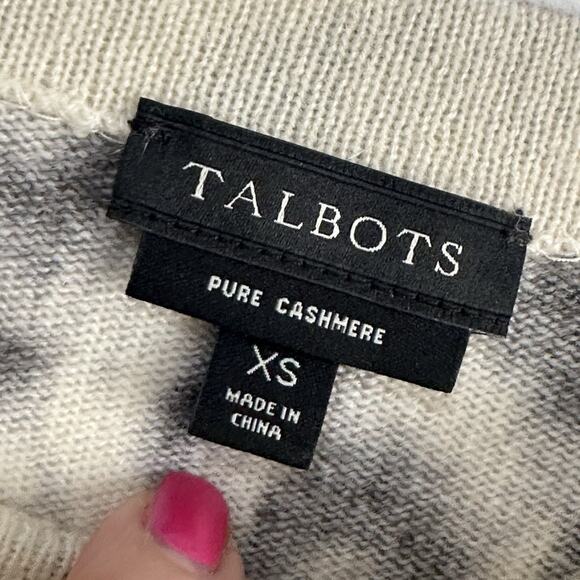 TALBOTS
PURE CASHMERE
XS
MADE IN
CHINA